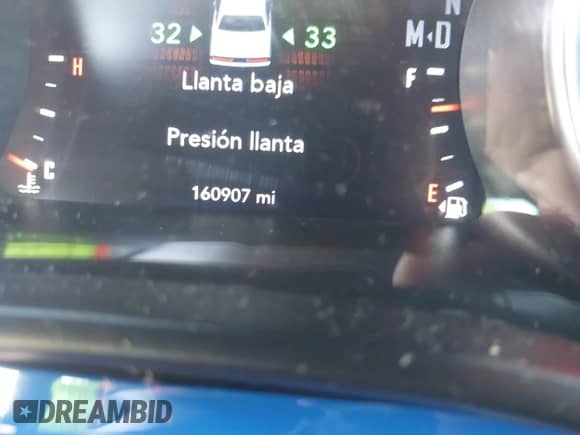 N
32 33 M D
H F
Llanta baja
Presión llanta
C
160907 mi E
DREAMBID